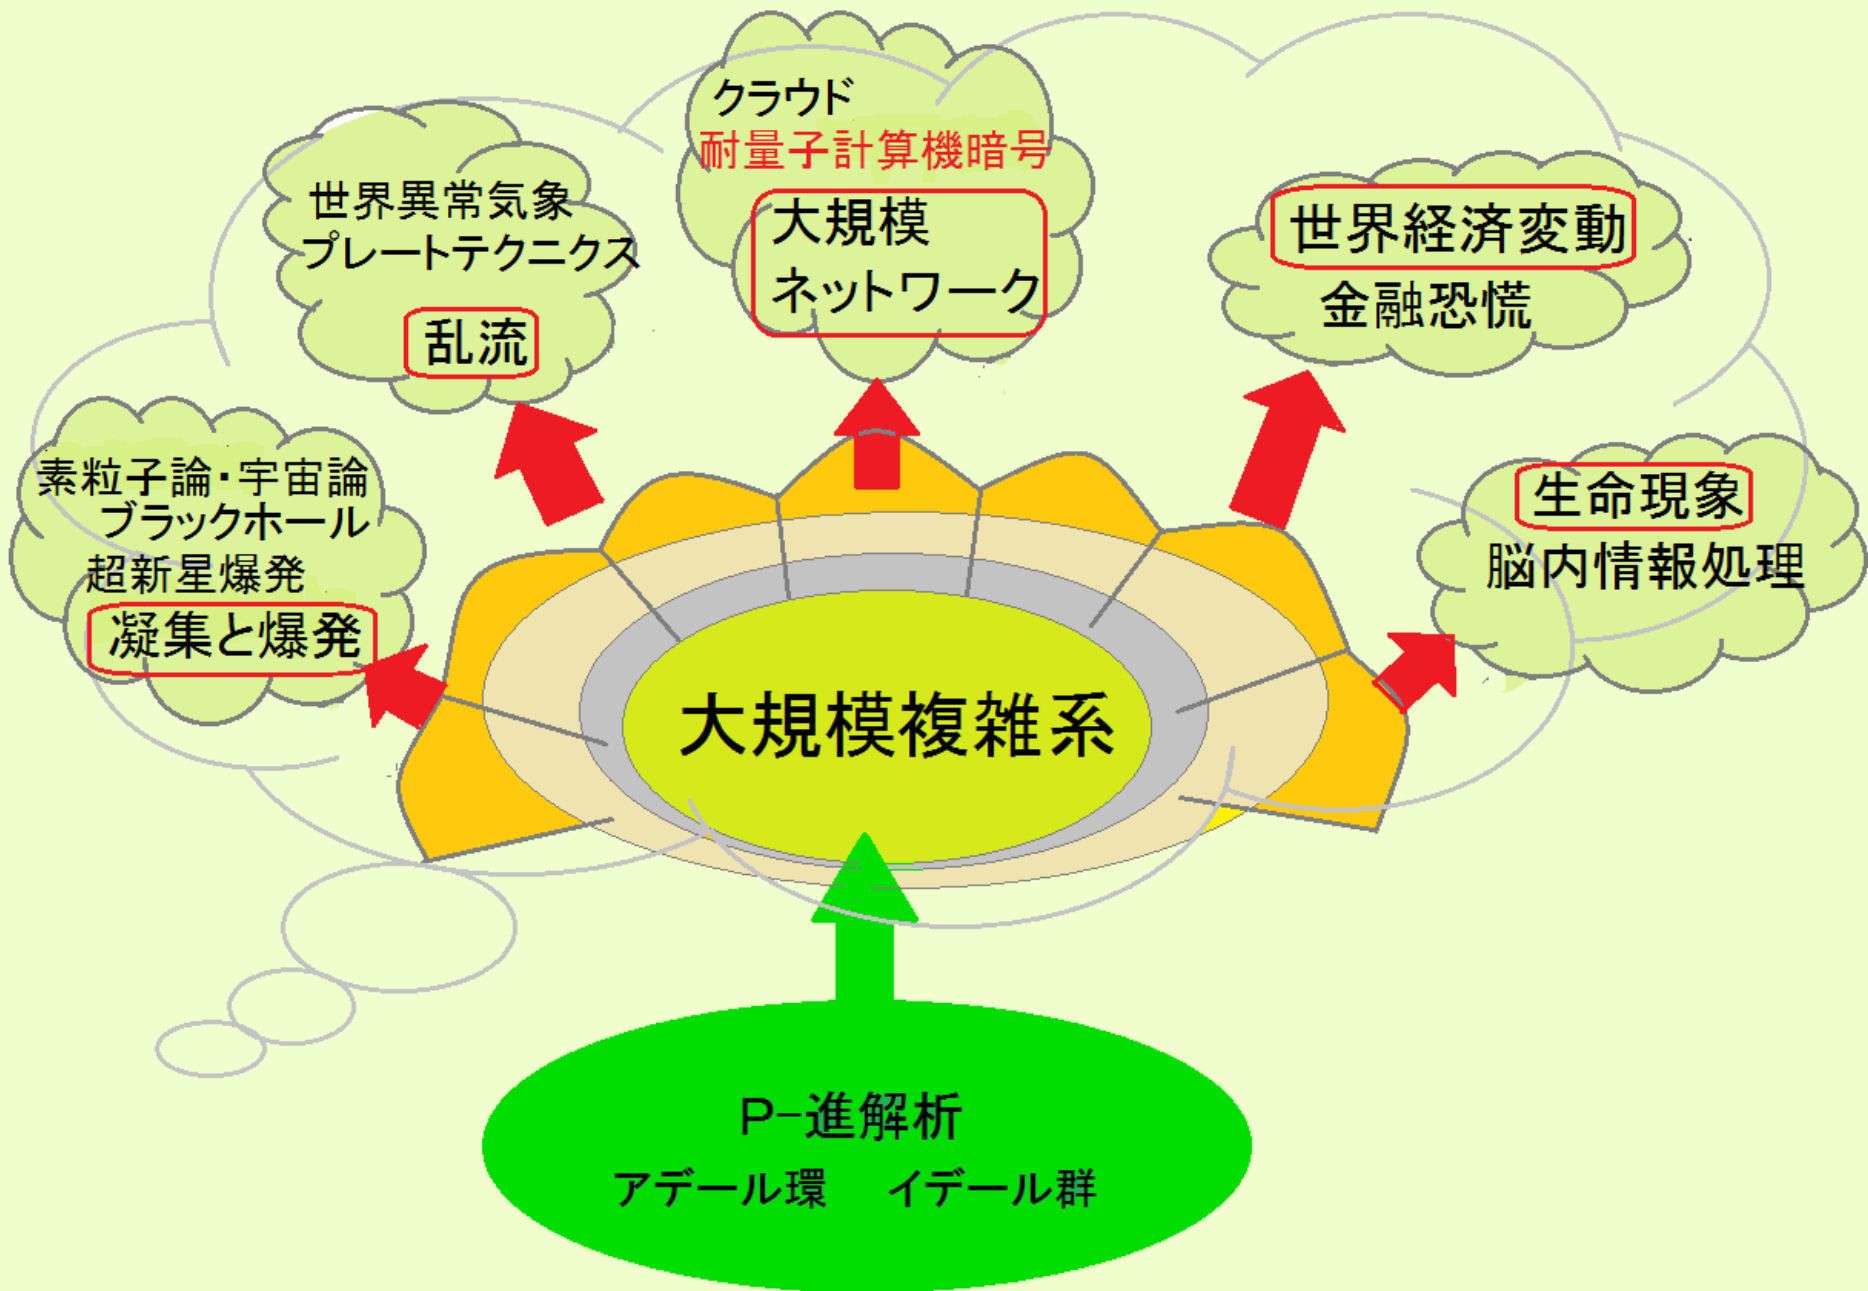 クラウド
耐量子計算機暗号
大規模
ネットワーク
世界異常気象
プレートテクニクス
乱流
世界経済変動
金融恐慌
素粒子論・宇宙論
ブラックホール
超新星爆発
凝集と爆発
生命現象
脳内情報処理
大規模複雑系
P-進解析
アデール環 イデール群